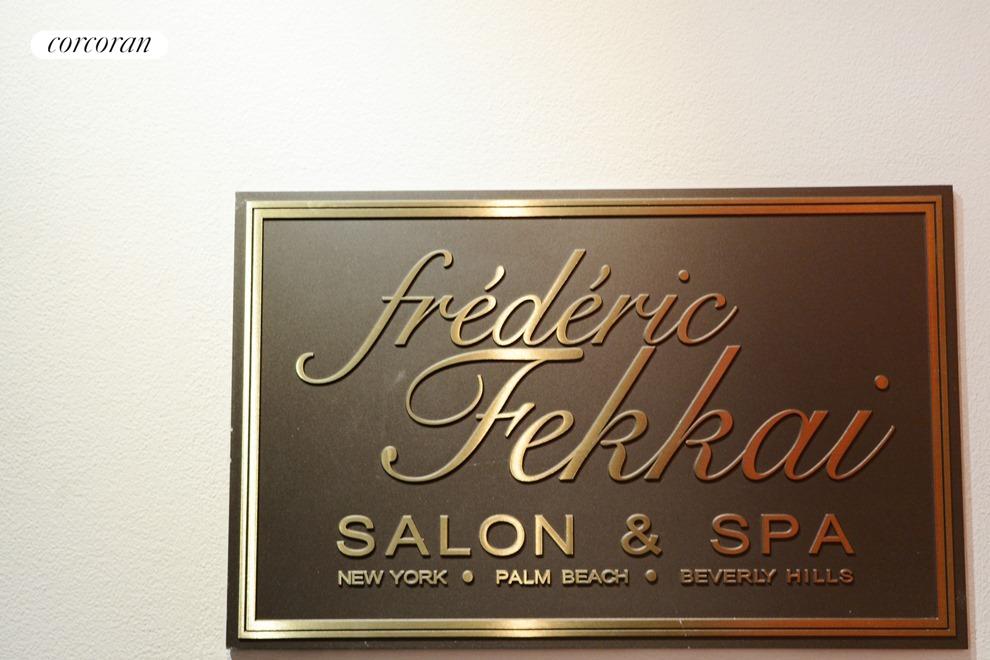 corcoran
frédéric
Fekkai
SALON & SPA
NEW YORK • PALM BEACH • BEVERLY HILLS